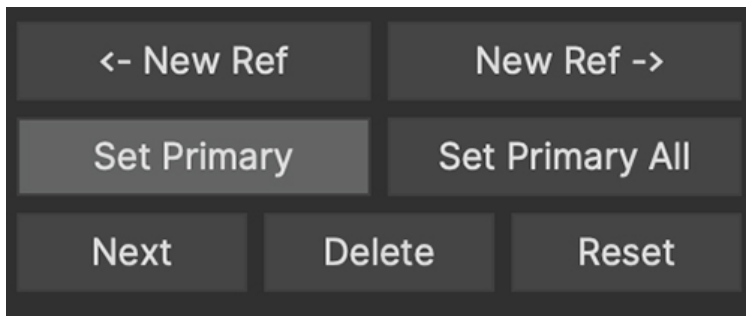 <- New Ref New Ref ->
Set Primary Set Primary All
Next Delete Reset